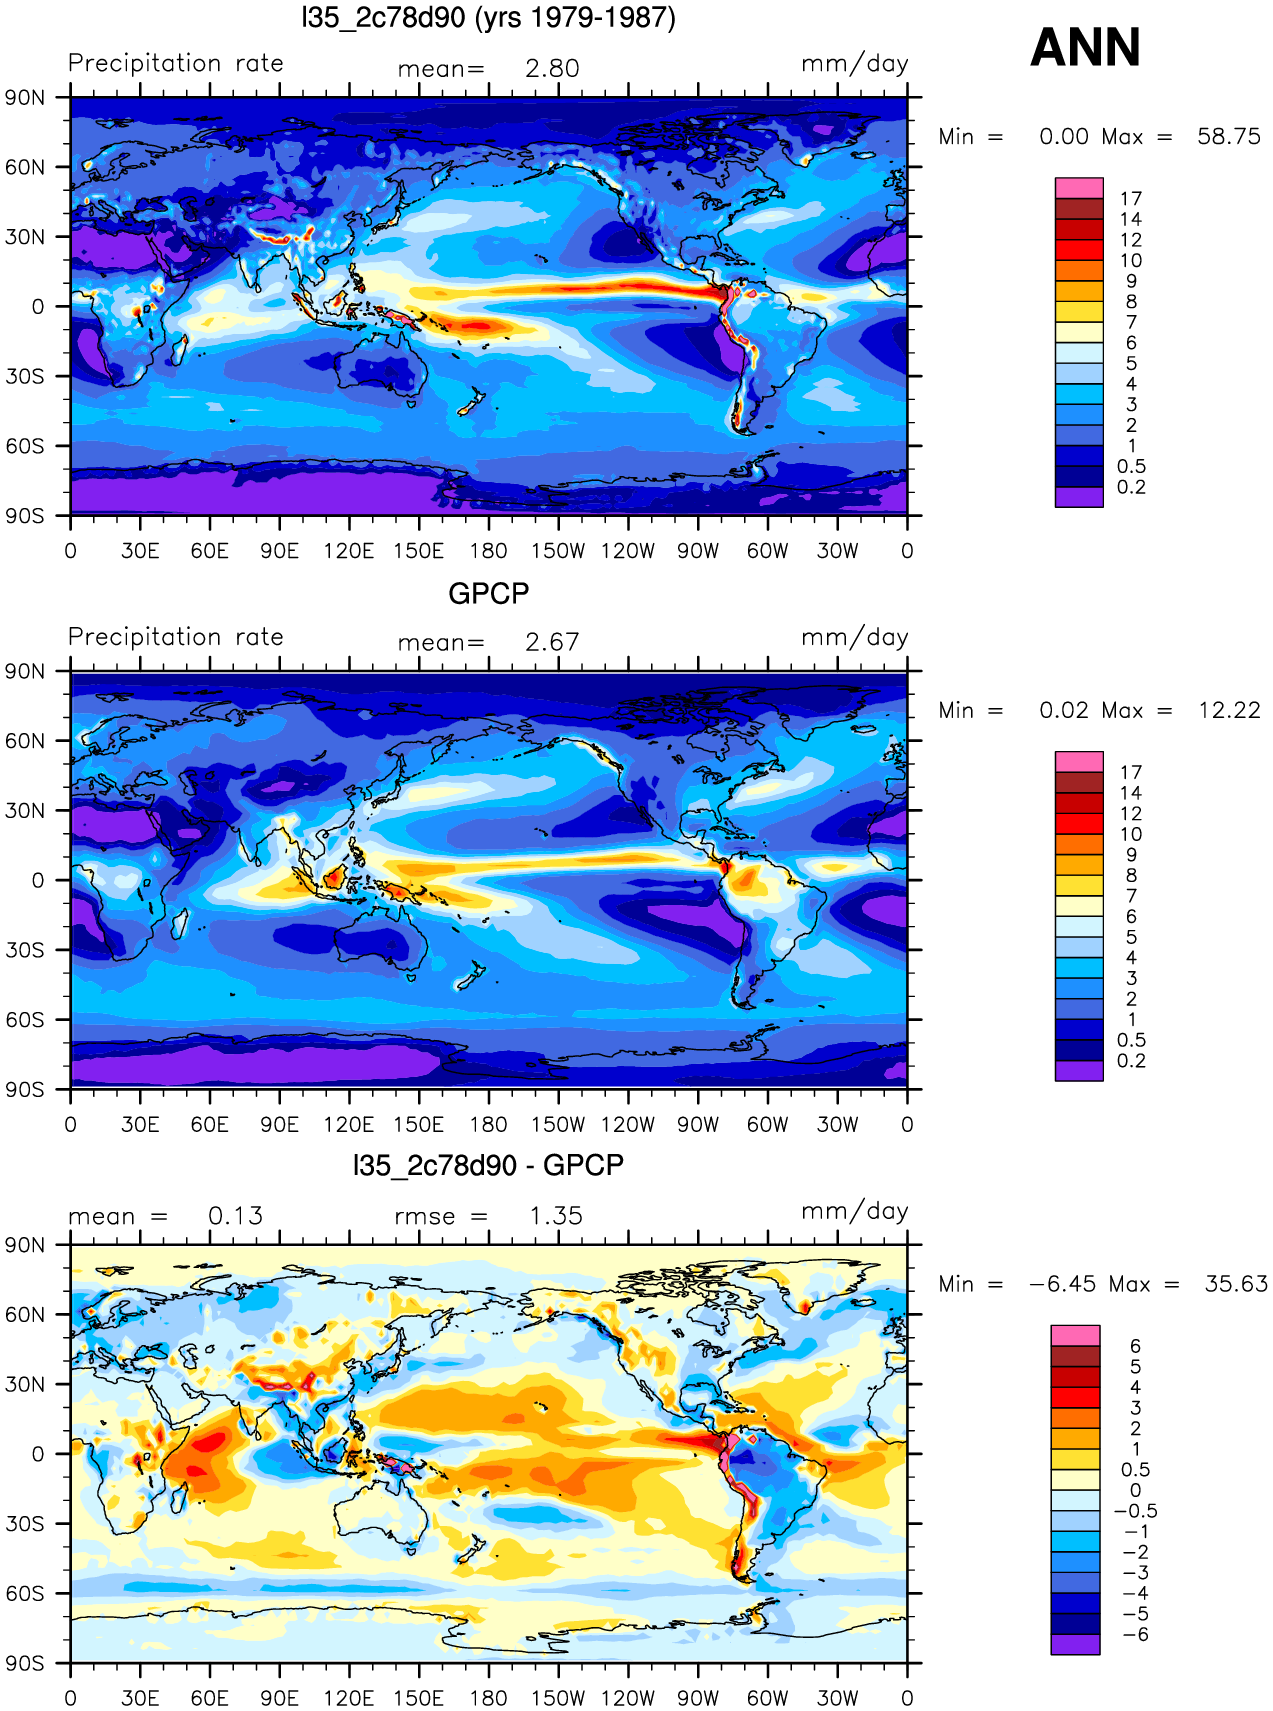 l35_2c78d90 (yrs 1979-1987)
ANN
Precipitation rate mean= 2.80 mm/day
Min = 0.00 Max = 58.75
90N
60N
30N
0
30S
60S
90S
0 30E 60E 90E 120E 150E 180 150W 120W 90W 60W 30W 0
17
14
12
10
9
8
7
6
5
4
3
2
1
0.5
0.2
GPCP
Precipitation rate mean= 2.67 mm/day
Min = 0.02 Max = 12.22
90N
60N
30N
0
30S
60S
90S
0 30E 60E 90E 120E 150E 180 150W 120W 90W 60W 30W 0
17
14
12
10
9
8
7
6
5
4
3
2
1
0.5
0.2
l35_2c78d90 - GPCP
mean = 0.13 rmse = 1.35 mm/day
Min = −6.45 Max = 35.63
90N
60N
30N
0
30S
60S
90S
0 30E 60E 90E 120E 150E 180 150W 120W 90W 60W 30W 0
6
5
4
3
2
1
0.5
0
−0.5
−1
−2
−3
−4
−5
−6